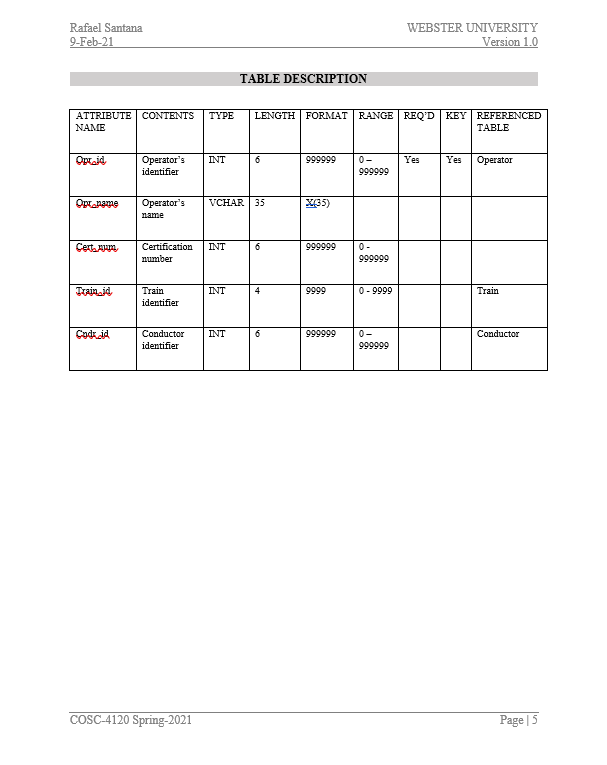 Rafael Santana WEBSTER UNIVERSITY
9-Feb-21 Version 1.0
TABLE DESCRIPTION
ATTRIBUTE NAME CONTENTS TYPE LENGTH FORMAT RANGE REQ'D KEY REFERENCED TABLE
Opr_id Operator's identifier INT 6 999999 0 – 999999 Yes Yes Operator
Opr_name Operator's name VCHAR 35 X(35)
Cert_num Certification number INT 6 999999 0 - 999999
Train_id Train identifier INT 4 9999 0 - 9999 Train
Cndr_id Conductor identifier INT 6 999999 0 – 999999 Conductor
COSC-4120 Spring-2021 Page | 5